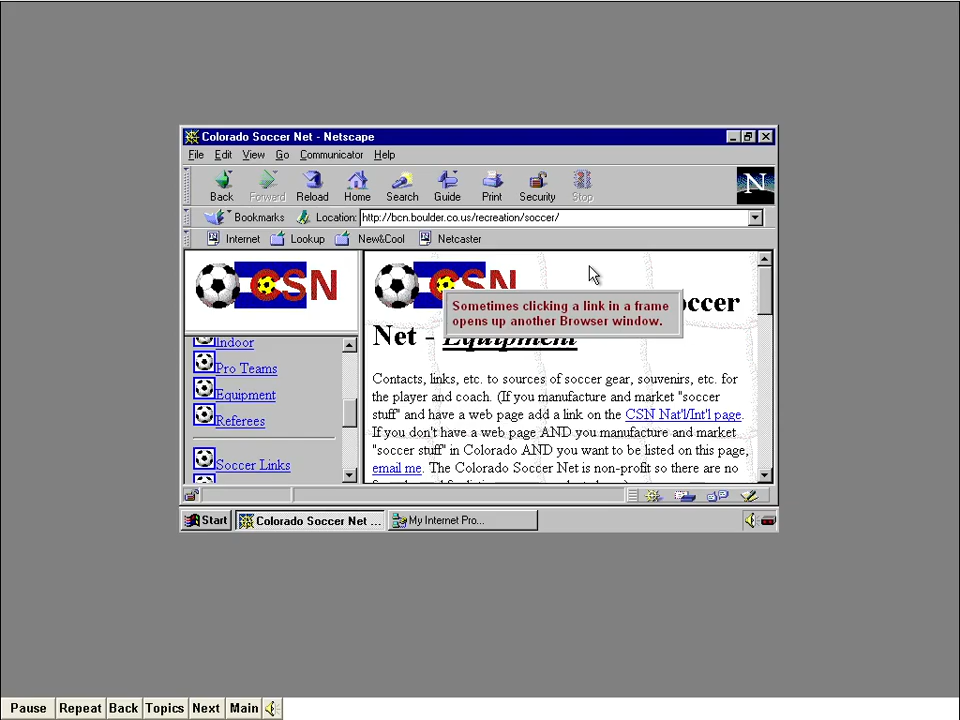 Colorado Soccer Net - Netscape
File Edit View Go Communicator Help
Back Forward Reload Home Search Guide Print Security Stop
N
Bookmarks Location: http://bcn.boulder.co.us/recreation/soccer/
Internet Lookup New&Cool Netcaster
CSN
Indoor
Pro Teams
Equipment
Referees
Soccer Links
CSN
Sometimes clicking a link in a frame
opens up another Browser window.
occer
Net - Equipment
Contacts, links, etc. to sources of soccer gear, souvenirs, etc. for
the player and coach. (If you manufacture and market "soccer
stuff" and have a web page add a link on the CSN Nat'l/Int'l page.
If you don't have a web page AND you manufacture and market
"soccer stuff" in Colorado AND you want to be listed on this page,
email me. The Colorado Soccer Net is non-profit so there are no
Start Colorado Soccer Net ... My Internet Pro...
Pause Repeat Back Topics Next Main